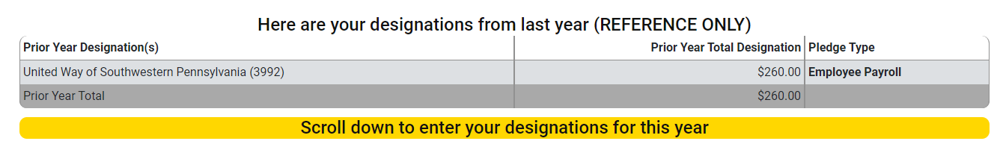 Here are your designations from last year (REFERENCE ONLY)
Prior Year Designation(s) Prior Year Total Designation Pledge Type
United Way of Southwestern Pennsylvania (3992) $260.00 Employee Payroll
Prior Year Total $260.00
Scroll down to enter your designations for this year